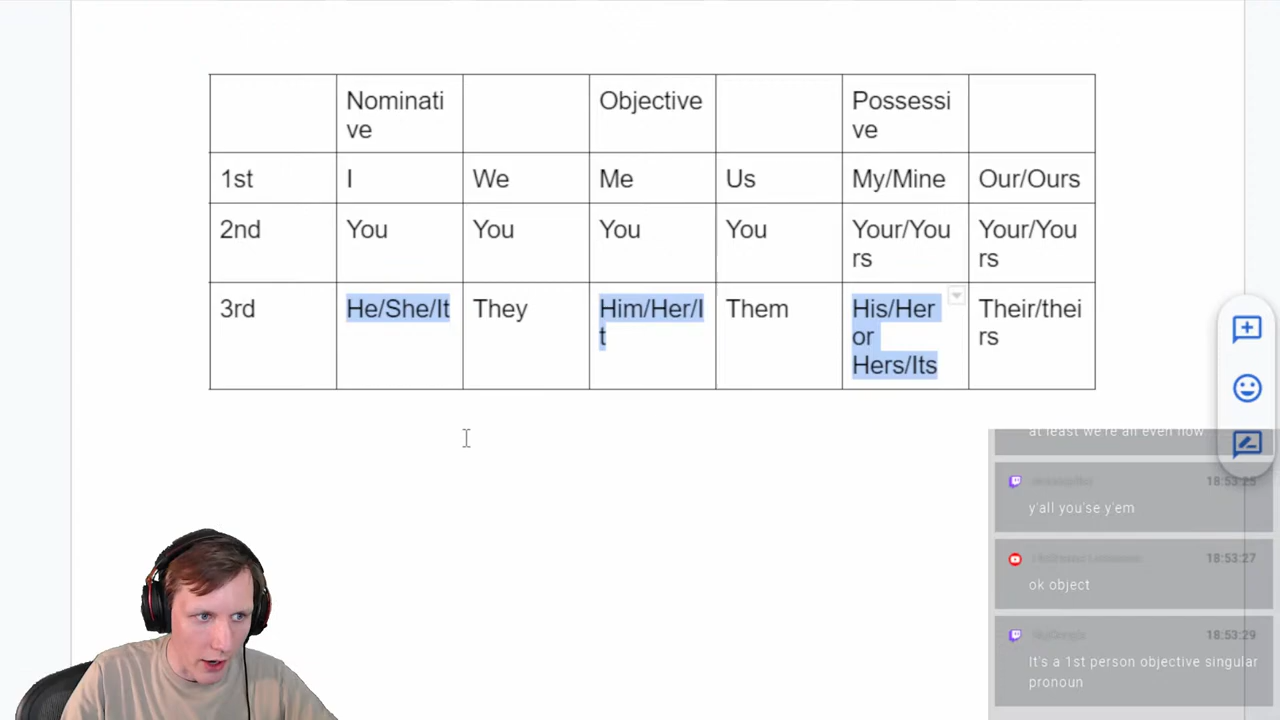 Nominati
ve
Objective
Possessi
ve
1st
I
We
Me
Us
My/Mine
Our/Ours
2nd
You
You
You
You
Your/You
rs
Your/You
rs
3rd
He/She/It
They
Him/Her/I
t
Them
His/Her
or
Hers/Its
Their/thei
rs
at least we're all even now
18:53:25
y'all you'se y'em
18:53:27
ok object
18:53:29
It's a 1st person objective singular
pronoun